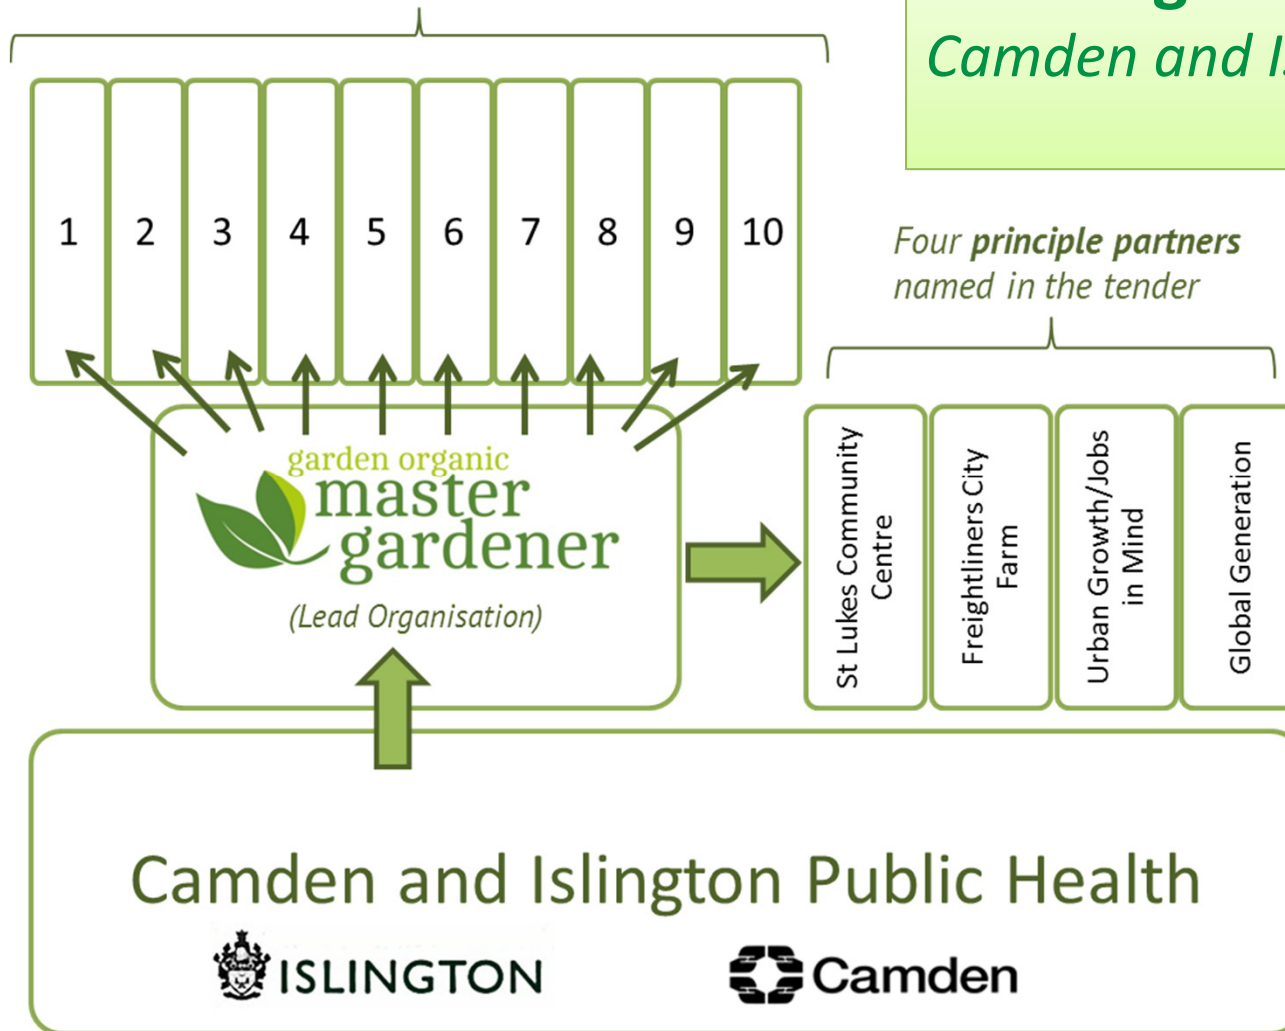 Camden and I
1 2 3 4 5 6 7 8 9 10
Four principle partners
named in the tender
garden organic
master
gardener
(Lead Organisation)
St Lukes Community
Centre
Freightliners City
Farm
Urban Growth/Jobs
in Mind
Global Generation
Camden and Islington Public Health
ISLINGTON
Camden